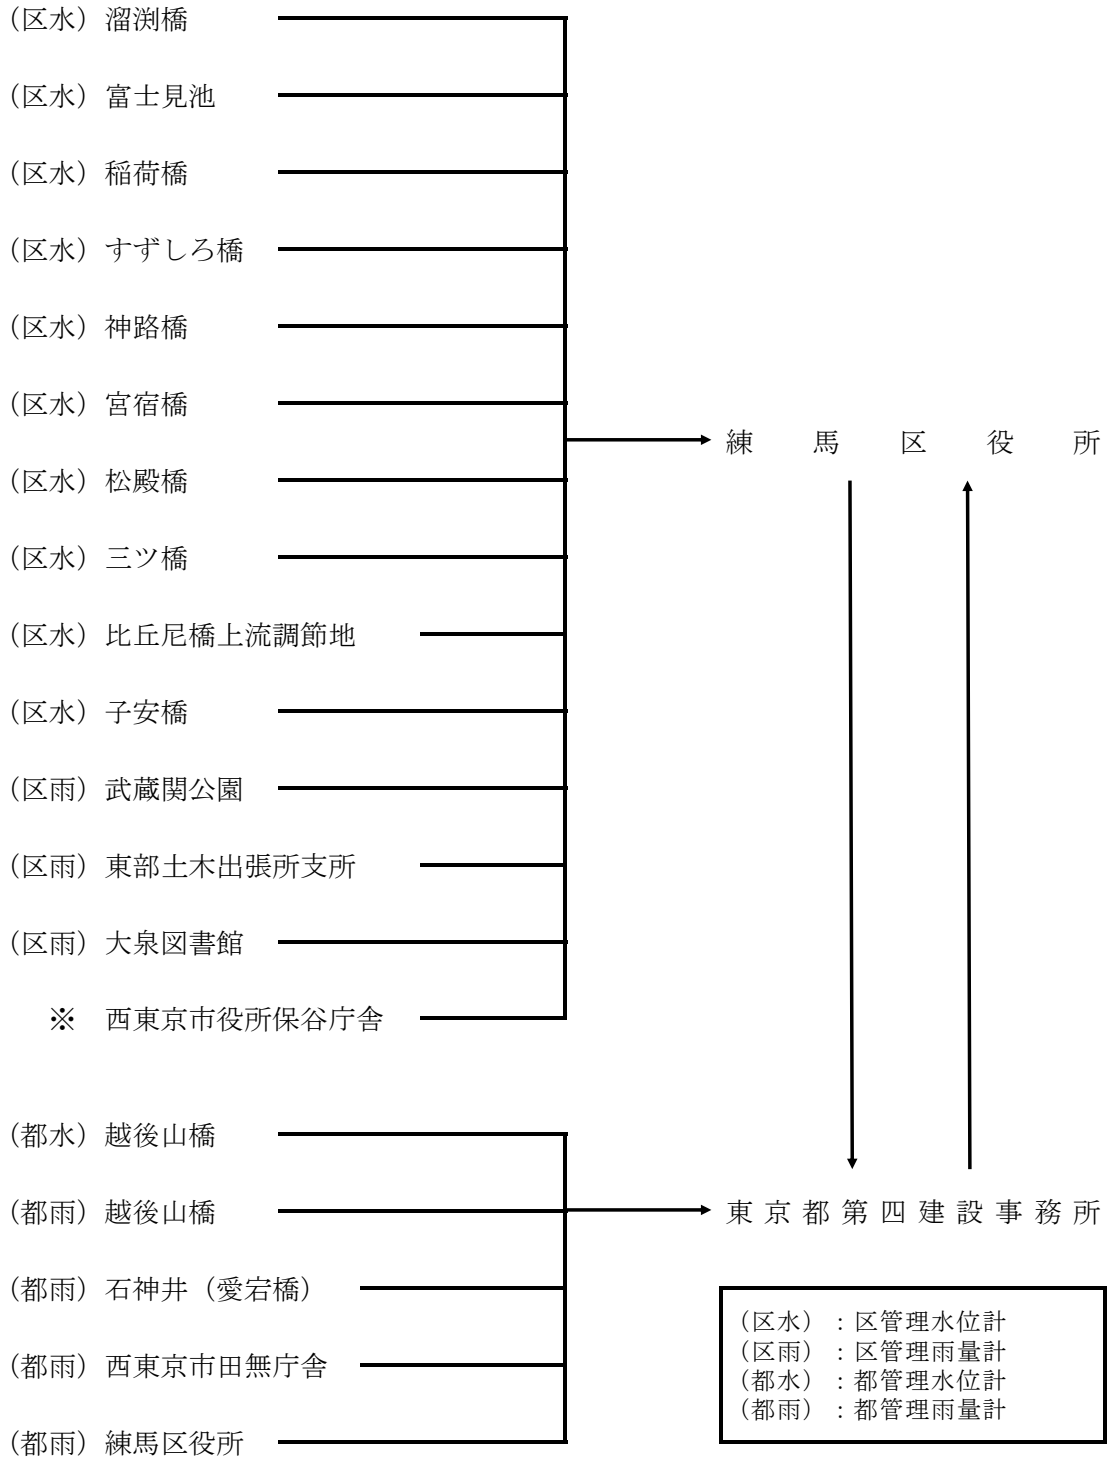 （区水）溜渕橋
（区水）富士見池
（区水）稲荷橋
（区水）すずしろ橋
（区水）神路橋
（区水）宮宿橋
（区水）松殿橋
（区水）三ツ橋
（区水）比丘尼橋上流調節地
（区水）子安橋
（区雨）武蔵関公園
（区雨）東部土木出張所支所
（区雨）大泉図書館
※ 西東京市役所保谷庁舎
練馬区役所
（都水）越後山橋
（都雨）越後山橋
（都雨）石神井（愛宕橋）
（都雨）西東京市田無庁舎
（都雨）練馬区役所
東京都第四建設事務所
（区水）：区管理水位計
（区雨）：区管理雨量計
（都水）：都管理水位計
（都雨）：都管理雨量計